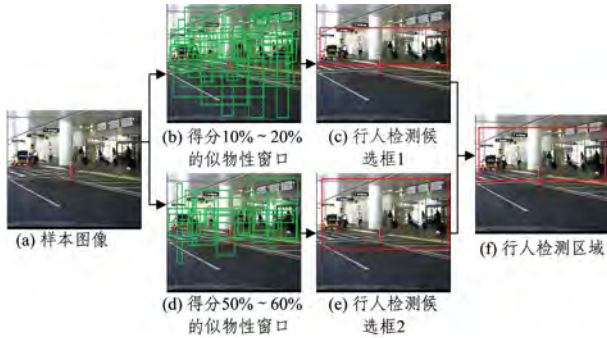 (b) 得分10%~20%
的似物性窗口
(c) 行人检测候
选框1
(a) 样本图像
(d) 得分50%~60%
的似物性窗口
(e) 行人检测候
选框2
(f) 行人检测区域